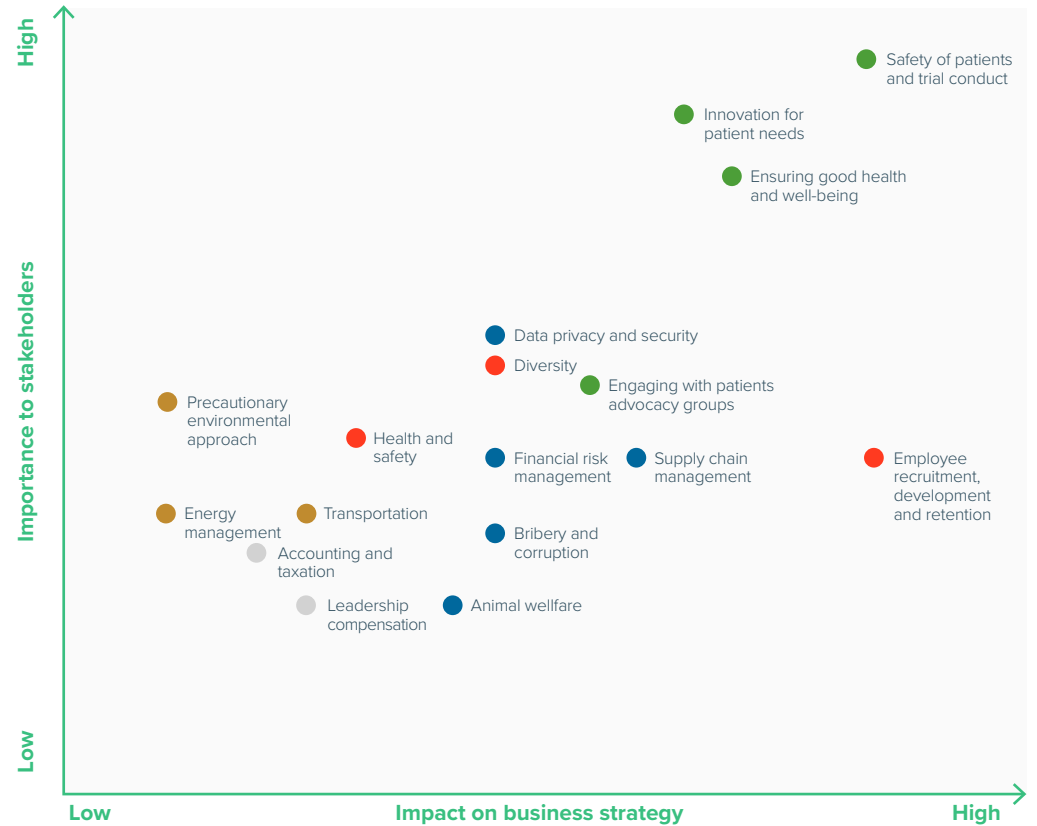 High
Safety of patients
and trial conduct
Innovation for
patient needs
Ensuring good health
and well-being
Importance to stakeholders
Data privacy and security
Diversity
Engaging with patients
advocacy groups
Precautionary
environmental
approach
Health and
safety
Financial risk
management
Supply chain
management
Employee
recruitment,
development
and retention
Energy
management
Transportation
Bribery and
corruption
Accounting and
taxation
Leadership
compensation
Animal wellfare
Low
Low
Impact on business strategy
High